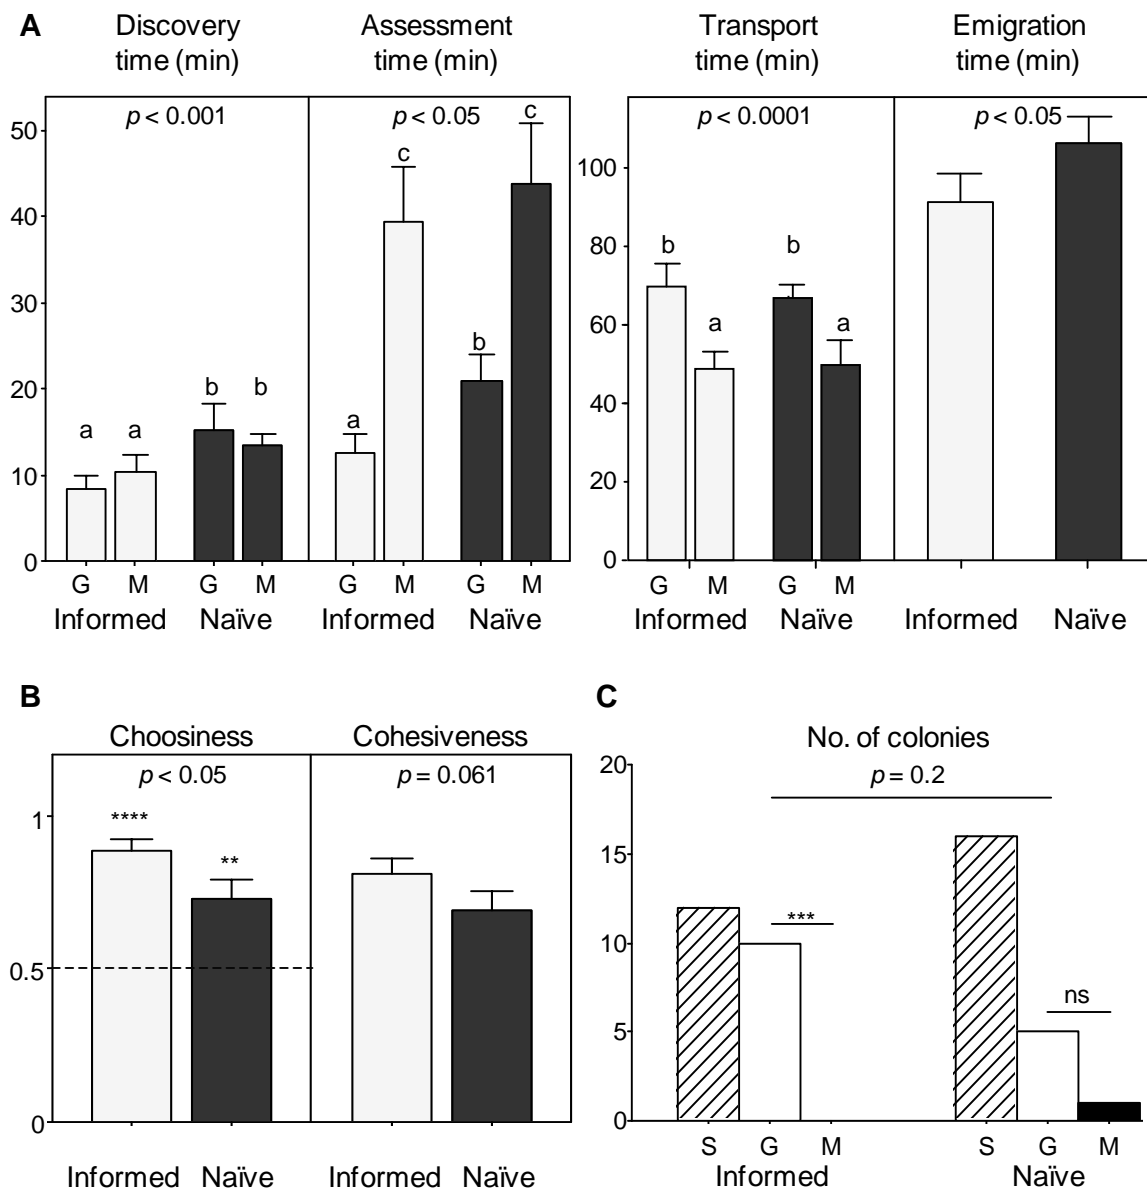 A
Discovery time (min)
Assessment time (min)
Transport time (min)
Emigration time (min)
p < 0.001
p < 0.05
p < 0.0001
p < 0.05
50
40
30
20
10
0
a a b b
a c b c
100
80
60
40
20
0
b a b a
G M G M G M G M
G M G M
Informed Naïve Informed Naïve
Informed Naïve Informed Naïve
B
Choosiness Cohesiveness
p < 0.05 p = 0.061
1
0.5
0
**** **
Informed Naïve Informed Naïve
C
No. of colonies
p = 0.2
20
15
10
5
0
***
ns
S G M S G M
Informed Naïve